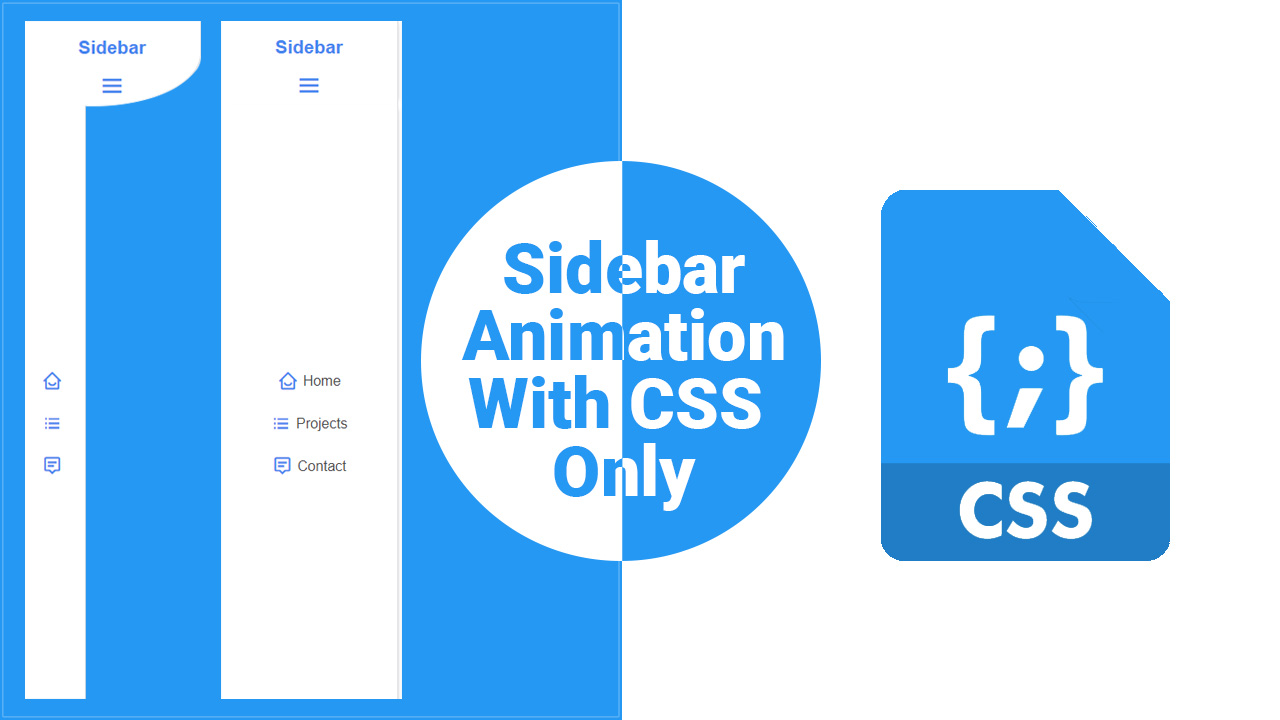 Sidebar
Sidebar
Home
Projects
Contact
Sidebar
Animation
With CSS
Only
{;}
CSS